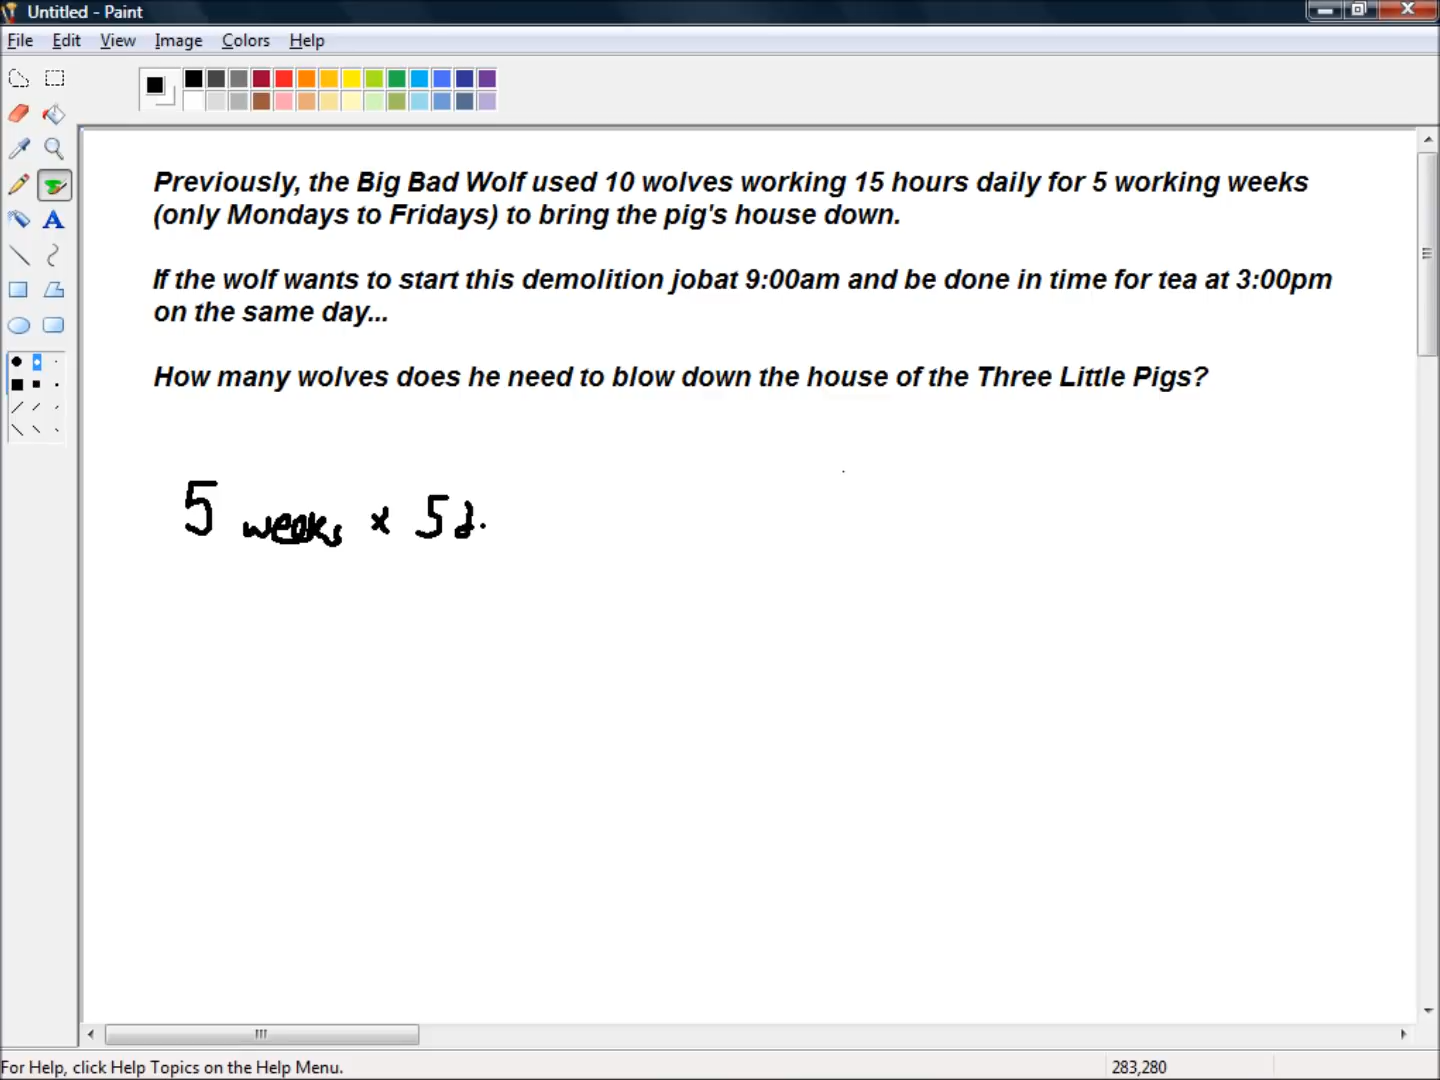 Untitled - Paint
File Edit View Image Colors Help
Previously, the Big Bad Wolf used 10 wolves working 15 hours daily for 5 working weeks
(only Mondays to Fridays) to bring the pig's house down.
If the wolf wants to start this demolition jobat 9:00am and be done in time for tea at 3:00pm
on the same day...
How many wolves does he need to blow down the house of the Three Little Pigs?
5 weeks x 5 d
For Help, click Help Topics on the Help Menu.
283,280